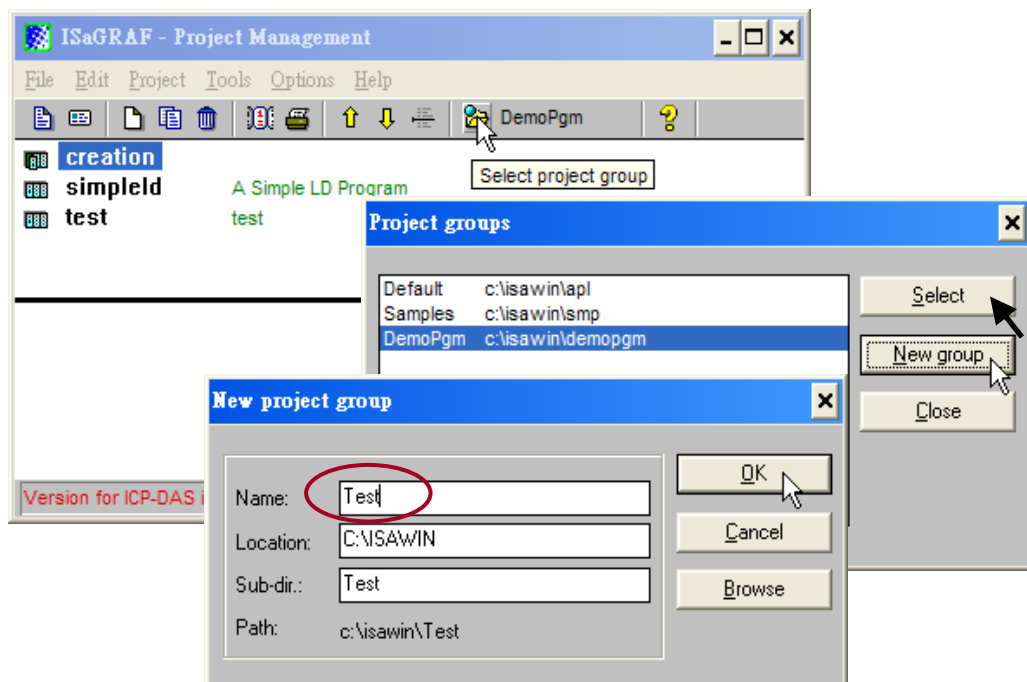 ISaGRAF - Project Management
File Edit Project Tools Options Help
DemoPgm
Select project group
creation
simpleld A Simple LD Program
test test
Project groups
Default c:\isawin\apl
Samples c:\isawin\smp
DemoPgm c:\isawin\demopgm
Select
New group
Close
New project group
Name: Test
Location: C:\ISAWIN
Sub-dir.: Test
Path: c:\isawin\Test
OK
Cancel
Browse
Version for ICP-DAS